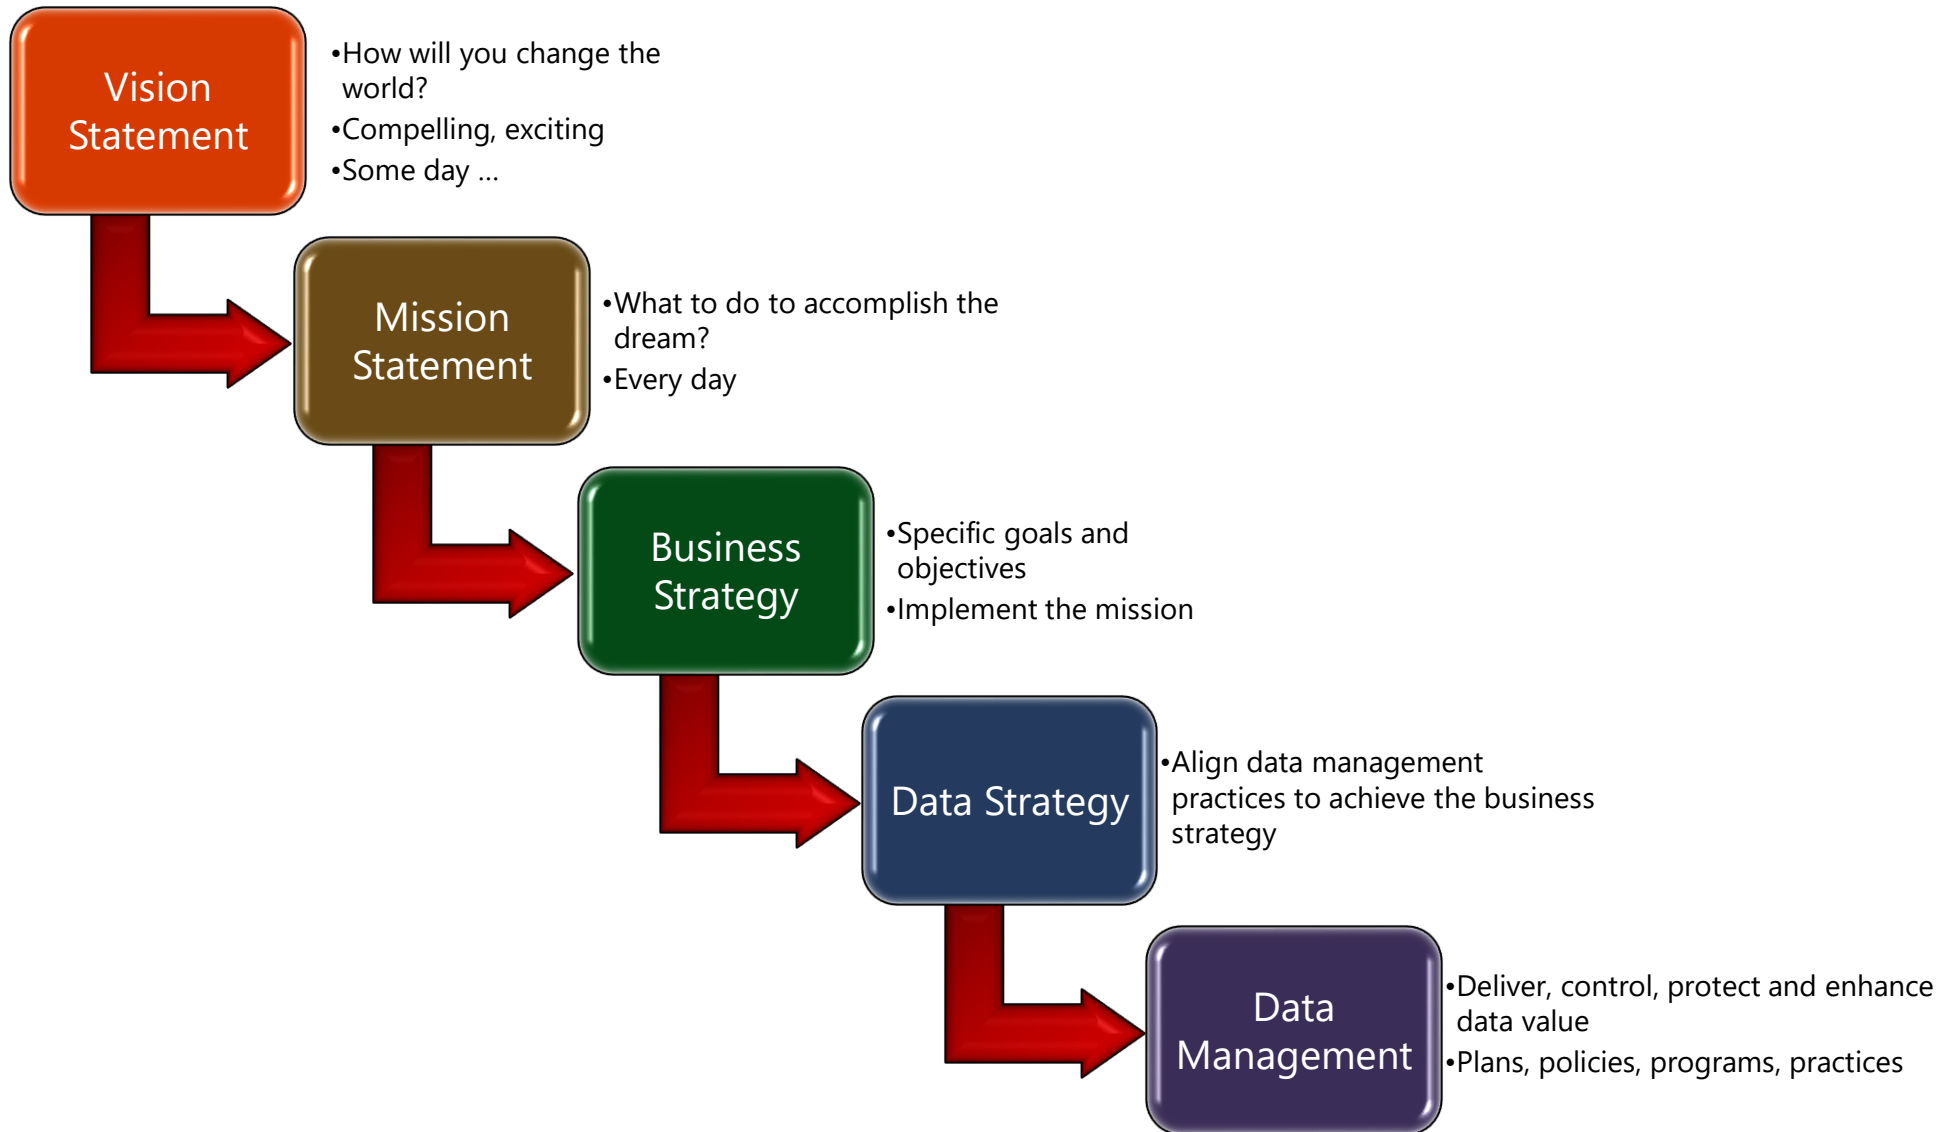 Vision
Statement
•How will you change the
world?
•Compelling, exciting
•Some day ...
Mission
Statement
•What to do to accomplish the
dream?
•Every day
Business
Strategy
•Specific goals and
objectives
•Implement the mission
Data Strategy
•Align data management
practices to achieve the business
strategy
Data
Management
•Deliver, control, protect and enhance
data value
•Plans, policies, programs, practices